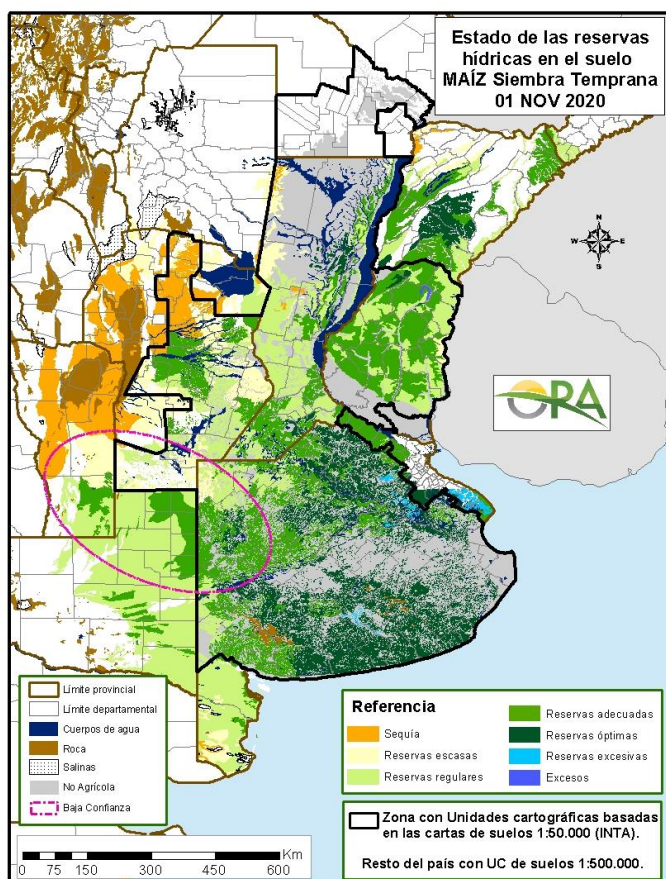 Estado de las reservas
hídricas en el suelo
MAÍZ Siembra Temprana
01 NOV 2020
N
W E
S
ORA
Límite provincial
Límite departamental
Cuerpos de agua
Roca
Salinas
No Agrícola
Baja Confianza
Referencia
Sequía
Reservas escasas
Reservas regulares
Reservas adecuadas
Reservas óptimas
Reservas excesivas
Excesos
Zona con Unidades cartográficas basadas
en las cartas de suelos 1:50.000 (INTA).
Resto del país con UC de suelos 1:500.000.
Km
0 75 150 300 450 600